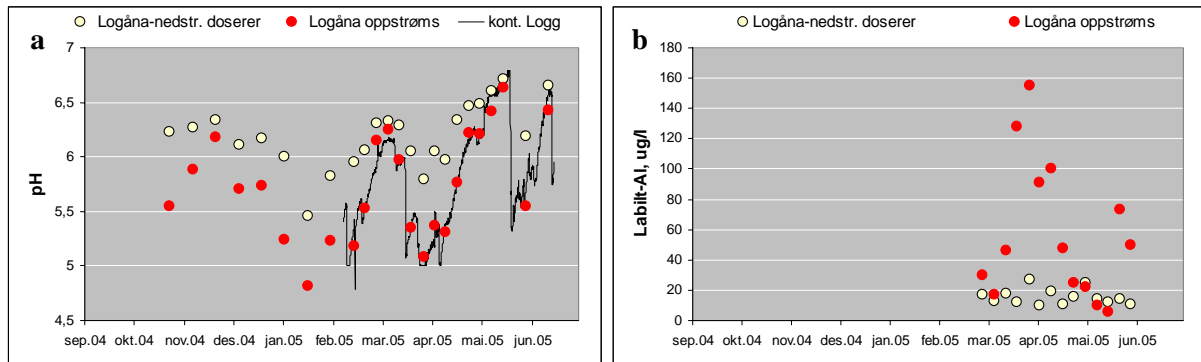 Logåna-nedstr. doserer Logåna oppstrøms kont. Logg
a
7
6,5
6
5,5
5
4,5
pH
sep.04 okt.04 nov.04 des.04 jan.05 feb.05 mar.05 apr.05 mai.05 jun.05
Logåna-nedstr. doserer Logåna oppstrøms
b
180
160
140
120
100
80
60
40
20
0
Labilt-Al, ug/l
sep.04 okt.04 nov.04 des.04 jan.05 feb.05 mar.05 apr.05 mai.05 jun.05